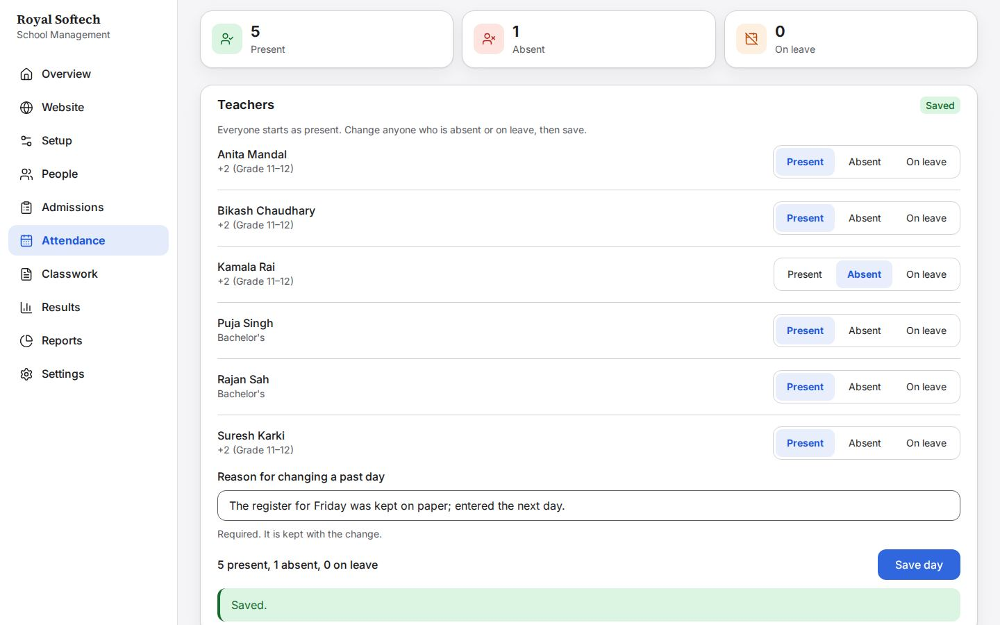 Royal Softech
School Management
Overview
Website
Setup
People
Admissions
Attendance
Classwork
Results
Reports
Settings
5
Present
1
Absent
0
On leave
Teachers
Saved
Everyone starts as present. Change anyone who is absent or on leave, then save.
Anita Mandal
+2 (Grade 11–12)
Present Absent On leave
Bikash Chaudhary
+2 (Grade 11–12)
Present Absent On leave
Kamala Rai
+2 (Grade 11–12)
Present Absent On leave
Puja Singh
Bachelor's
Present Absent On leave
Rajan Sah
Bachelor's
Present Absent On leave
Suresh Karki
+2 (Grade 11–12)
Present Absent On leave
Reason for changing a past day
The register for Friday was kept on paper; entered the next day.
Required. It is kept with the change.
5 present, 1 absent, 0 on leave
Save day
Saved.